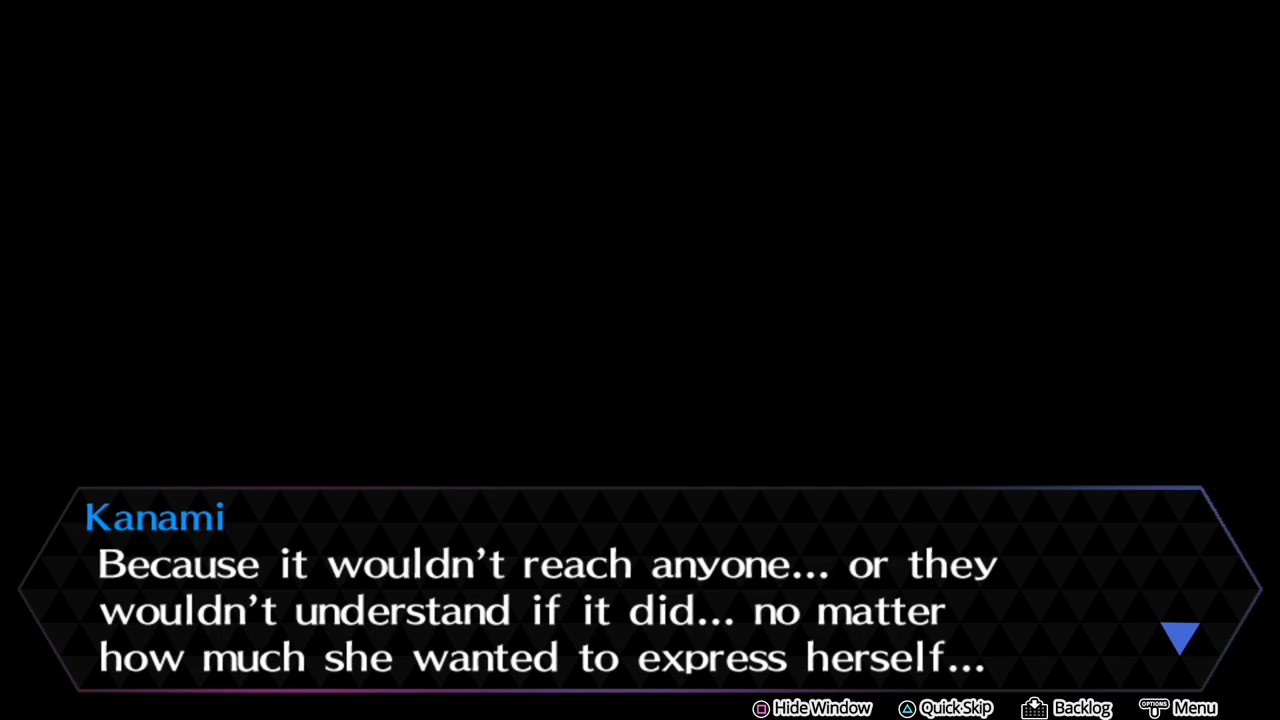 Kanami
Because it wouldn't reach anyone... or they
wouldn't understand if it did... no matter
how much she wanted to express herself...
Hide Window Quick Skip Backlog OPTIONS Menu